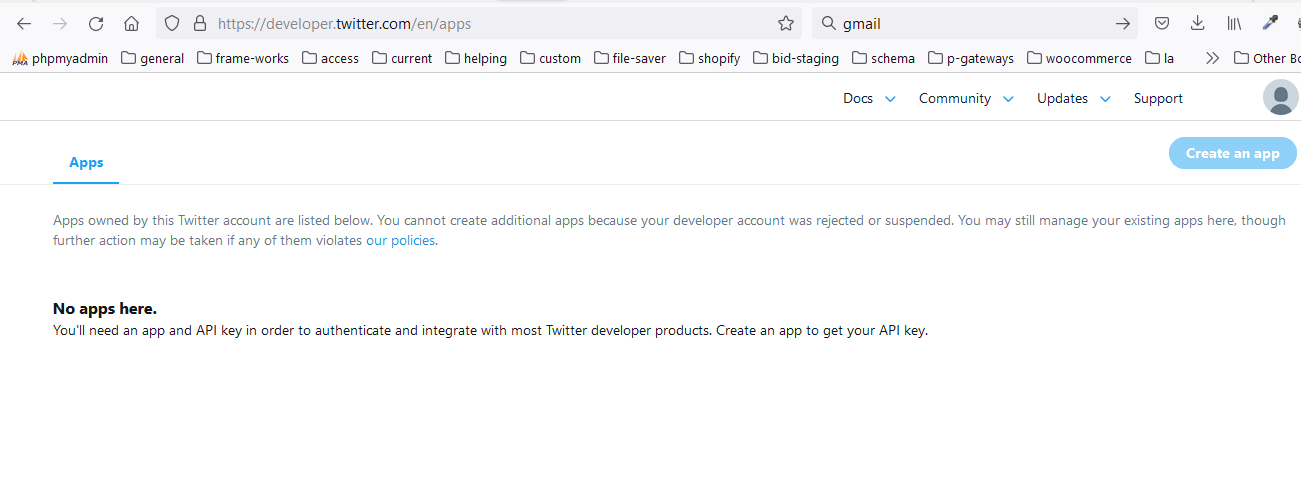 https://developer.twitter.com/en/apps
gmail
PMA phpmyadmin general frame-works access current helping custom file-saver shopify bid-staging schema p-gateways woocommerce la Other Bo
Docs Community Updates Support
Apps
Create an app
Apps owned by this Twitter account are listed below. You cannot create additional apps because your developer account was rejected or suspended. You may still manage your existing apps here, though
further action may be taken if any of them violates our policies.
No apps here.
You'll need an app and API key in order to authenticate and integrate with most Twitter developer products. Create an app to get your API key.